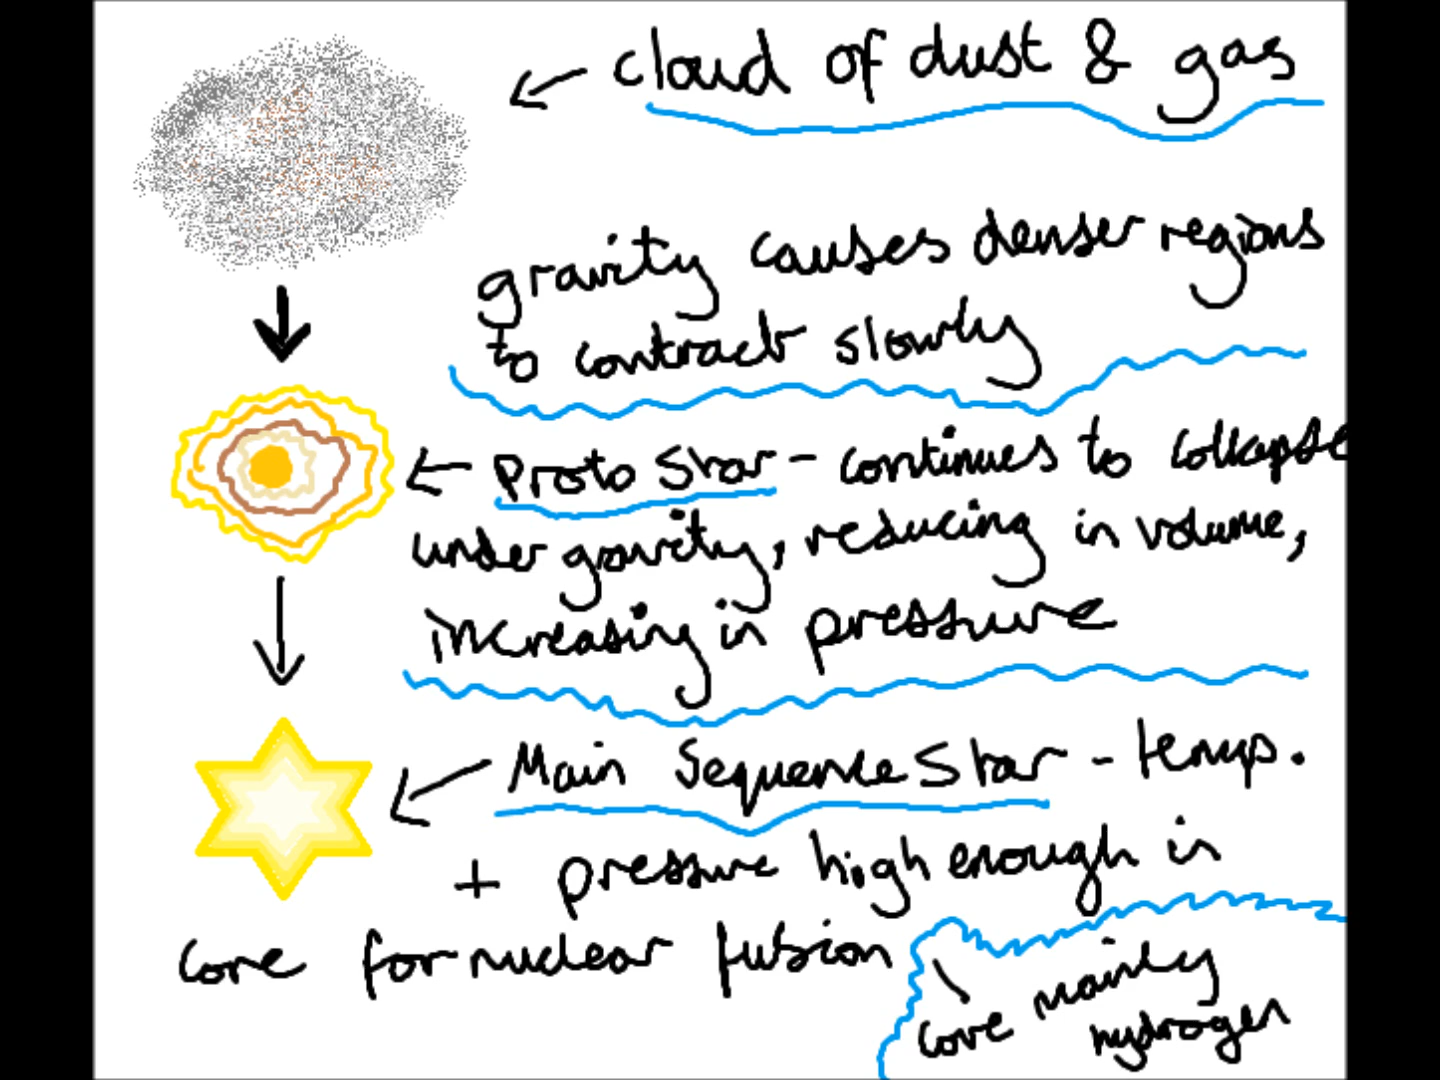 cloud of dust & gas
gravity causes denser regions
to contract slowly
Proto Star - continues to collapse
under gravity, reducing in volume,
increasing in pressure
Main Sequence Star - temp.
+ pressure high enough in
core for nuclear fusion
core mainly
hydrogen